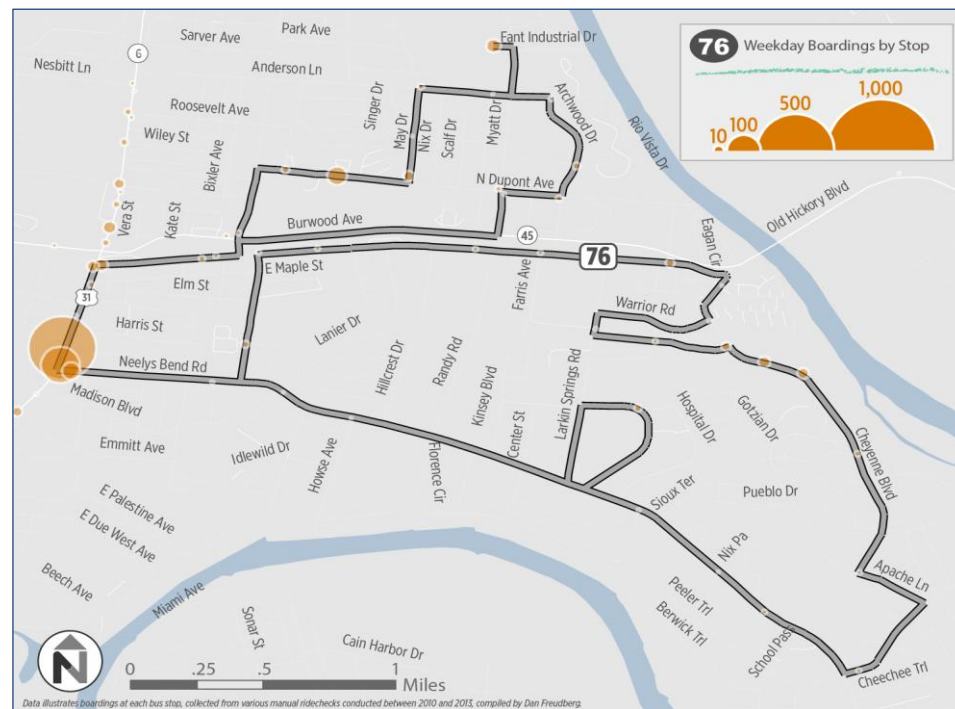 76 Weekday Boardings by Stop
10
100
500
1,000
Park Ave
Sarver Ave
6
Nesbitt Ln
Anderson Ln
Fant Industrial Dr
Roosevelt Ave
Singer Dr
Archwood Dr
Rio Vista Dr
Wiley St
May Dr
Nix Dr
Scalf Dr
Myatt Dr
Bixler Ave
N Dupont Ave
Vera St
Kate St
Burwood Ave
45
Eagan Cir
Old Hickory Blvd
76
E Maple St
Farris Ave
Elm St
31
Warrior Rd
Harris St
Lanier Dr
Neelys Bend Rd
Hillcrest Dr
Randy Rd
Kinsey Blvd
Center St
Larkin Springs Rd
Madison Blvd
Hospital Dr
Gotzian Dr
Cheyenne Blvd
Emmitt Ave
Idlewild Dr
Howse Ave
Florence Cir
Sioux Ter
Pueblo Dr
E Palestine Ave
E Due West Ave
Nix Pa
Apache Ln
Beech Ave
Miami Ave
Peeler Trl
Berwick Trl
School Pass
Cheechee Trl
Sonar St
Cain Harbor Dr
N
0 .25 .5 1
Miles
Data illustrates boardings at each bus stop, collected from various manual ridechecks conducted between 2010 and 2013, compiled by Dan Freudberg.